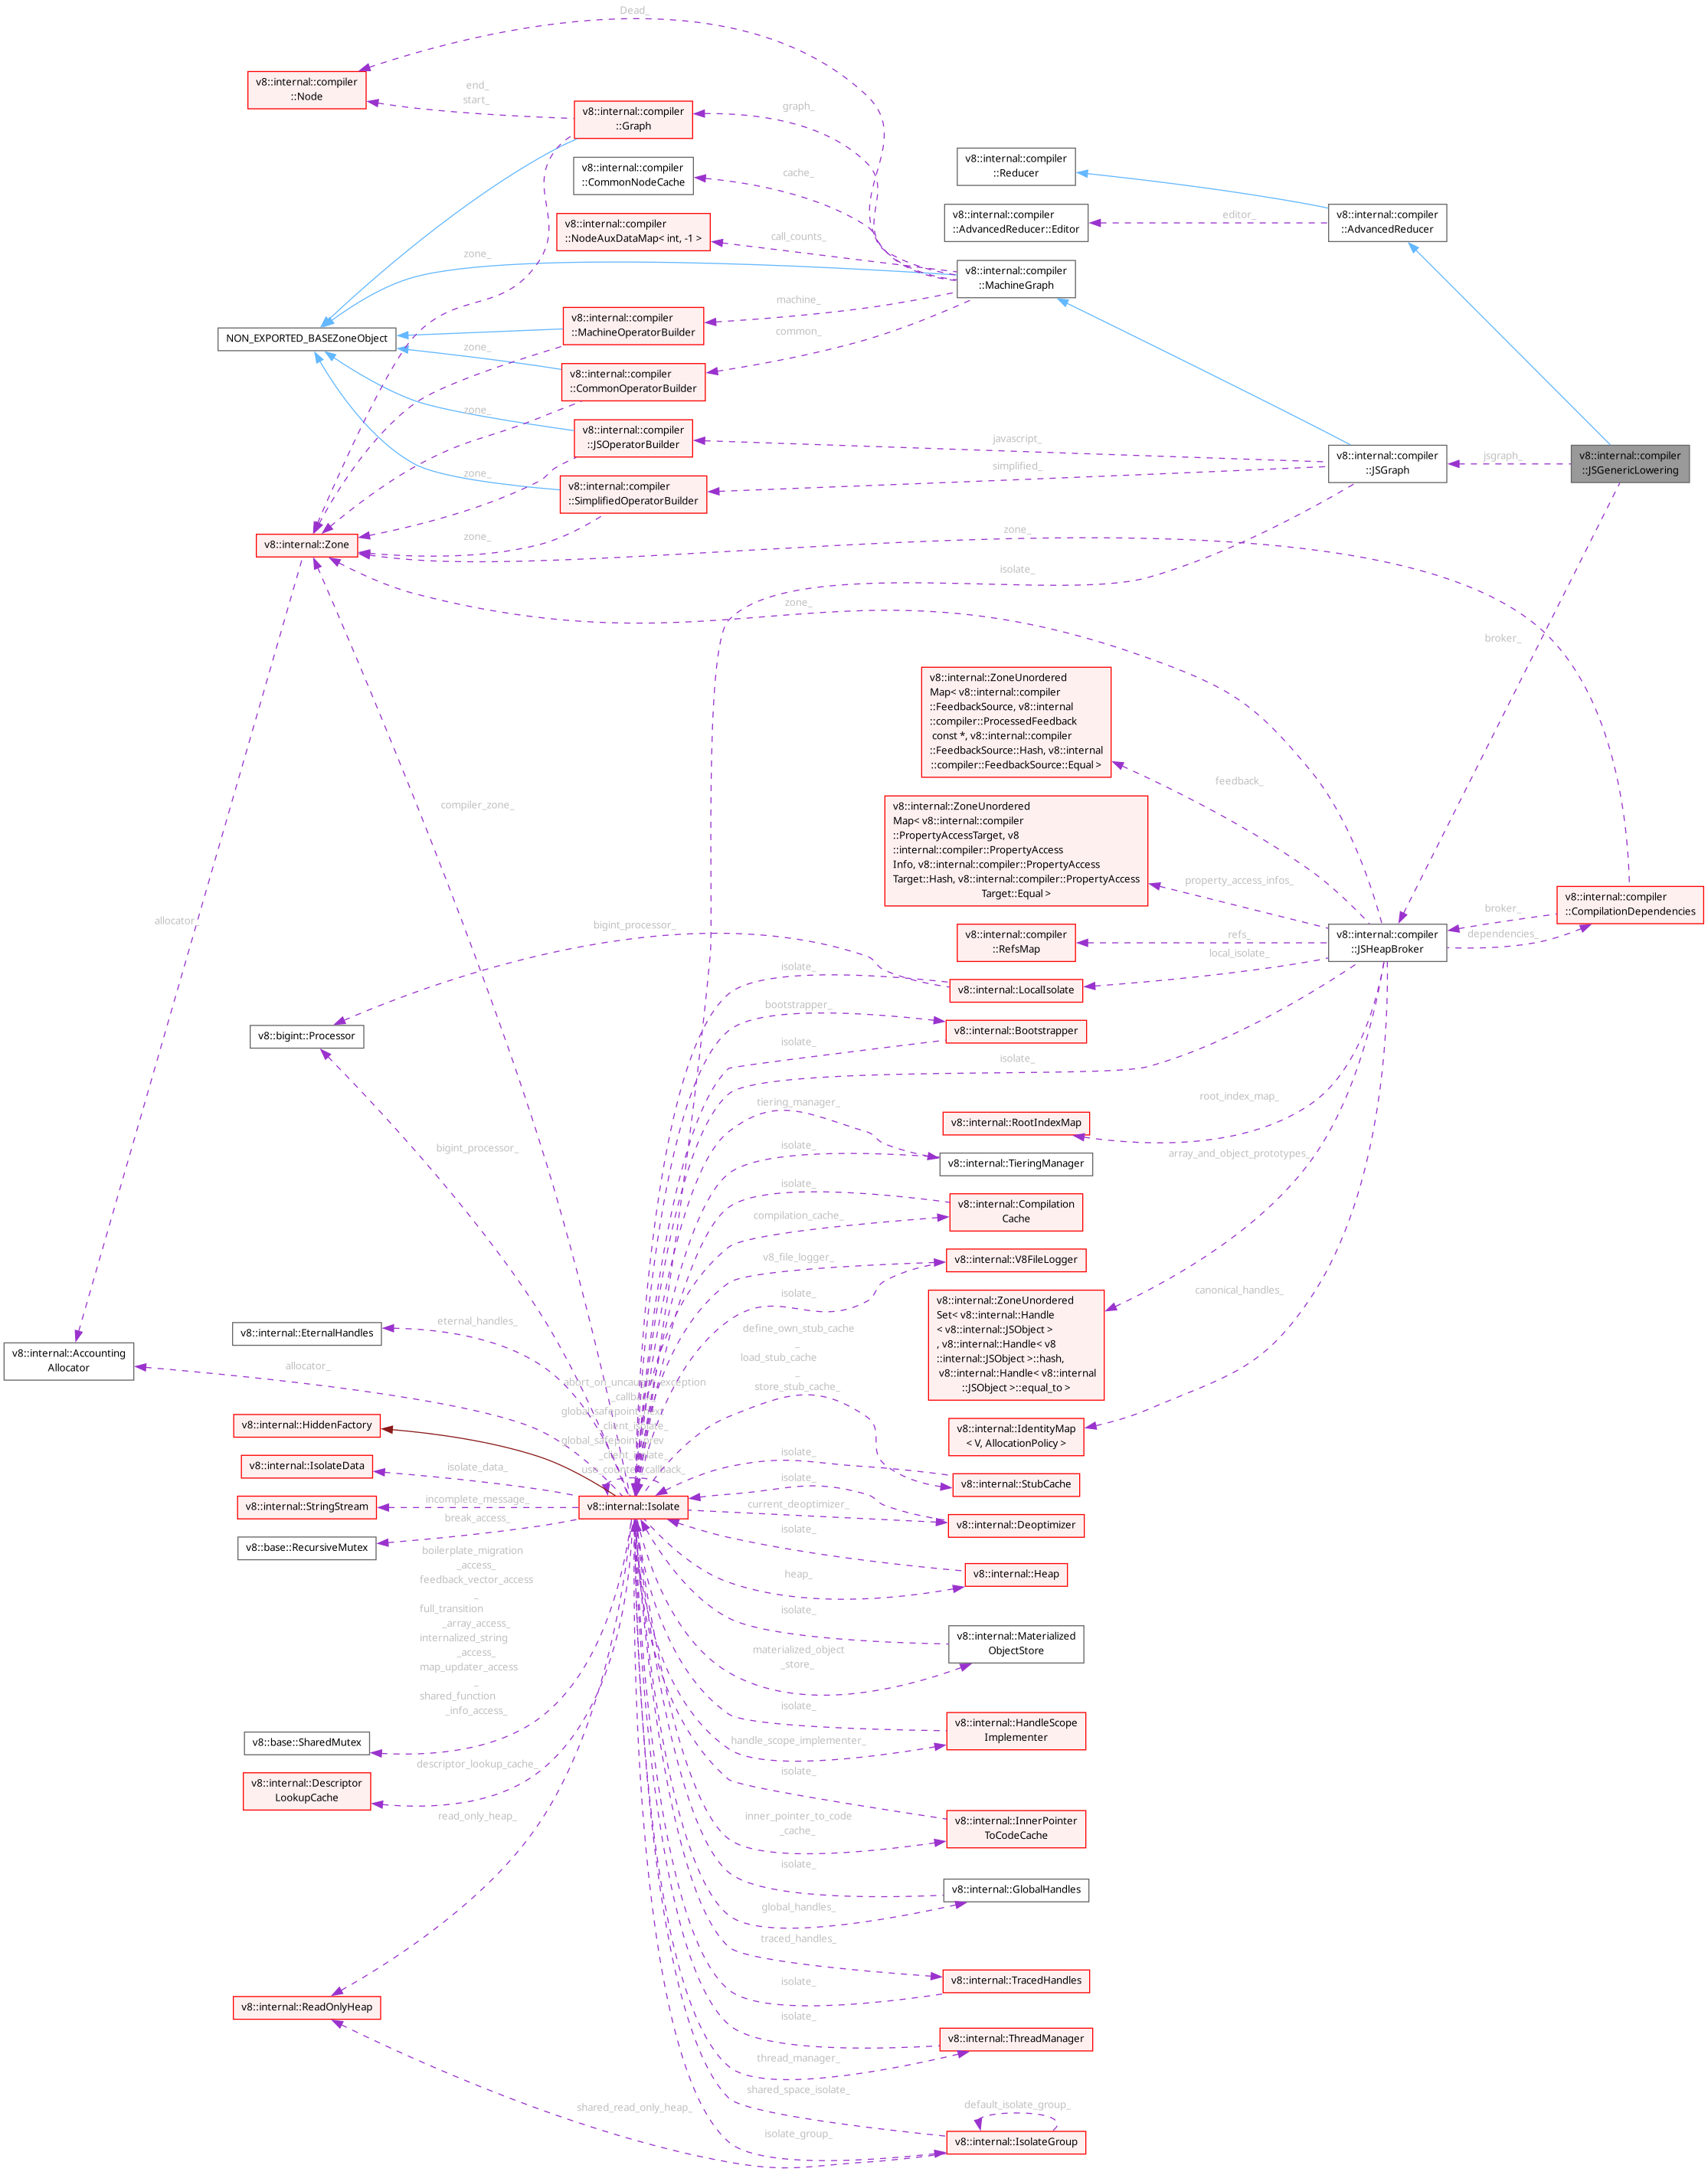 Dead_
v8::internal::compiler
::Node
end_
start_
v8::internal::compiler
::Graph
graph_
v8::internal::compiler
::CommonNodeCache
cache_
v8::internal::compiler
::Reducer
v8::internal::compiler
::NodeAuxDataMap< int, -1 >
call_counts_
v8::internal::compiler
::AdvancedReducer::Editor
editor_
v8::internal::compiler
::AdvancedReducer
zone_
v8::internal::compiler
::MachineGraph
NON_EXPORTED_BASEZoneObject
v8::internal::compiler
::MachineOperatorBuilder
machine_
common_
zone_
v8::internal::compiler
::CommonOperatorBuilder
zone_
v8::internal::compiler
::JSOperatorBuilder
javascript_
zone_
v8::internal::compiler
::SimplifiedOperatorBuilder
simplified_
v8::internal::compiler
::JSGraph
jsgraph_
v8::internal::compiler
::JSGenericLowering
v8::internal::Zone
zone_
zone_
isolate_
zone_
broker_
v8::internal::ZoneUnordered
Map< v8::internal::compiler
::FeedbackSource, v8::internal
::compiler::ProcessedFeedback
const *, v8::internal::compiler
::FeedbackSource::Hash, v8::internal
::compiler::FeedbackSource::Equal >
feedback_
compiler_zone_
v8::internal::ZoneUnordered
Map< v8::internal::compiler
::PropertyAccessTarget, v8
::internal::compiler::PropertyAccess
Info, v8::internal::compiler::PropertyAccess
Target::Hash, v8::internal::compiler::PropertyAccess
Target::Equal >
property_access_infos_
allocator_
bigint_processor_
v8::internal::compiler
::RefsMap
refs_
local_isolate_
v8::internal::compiler
::JSHeapBroker
broker_
dependencies_
v8::internal::compiler
::CompilationDependencies
isolate_
v8::internal::LocalIsolate
bootstrapper_
v8::internal::Bootstrapper
isolate_
isolate_
v8::bigint::Processor
tiering_manager_
v8::internal::RootIndexMap
root_index_map_
isolate_
v8::internal::TieringManager
array_and_object_prototypes_
bigint_processor_
isolate_
compilation_cache_
v8::internal::Compilation
Cache
v8_file_logger_
v8::internal::V8FileLogger
isolate_
canonical_handles_
v8::internal::ZoneUnordered
Set< v8::internal::Handle
< v8::internal::JSObject >
, v8::internal::Handle< v8
::internal::JSObject >::hash,
v8::internal::Handle< v8::internal
::JSObject >::equal_to >
eternal_handles_
v8::internal::EternalHandles
v8::internal::Accounting
Allocator
allocator_
define_own_stub_cache
_
load_stub_cache
_
store_stub_cache_
abort_on_uncaught_exception
_callback_
global_safepoint_next
_client_isolate_
global_safepoint_prev
_client_isolate_
use_counter_callback_
v8::internal::HiddenFactory
v8::internal::IdentityMap
< V, AllocationPolicy >
v8::internal::IsolateData
isolate_data_
isolate_
v8::internal::StubCache
v8::internal::StringStream
incomplete_message_
v8::internal::Isolate
isolate_
current_deoptimizer_
v8::internal::Deoptimizer
v8::base::RecursiveMutex
break_access_
isolate_
heap_
v8::internal::Heap
boilerplate_migration
_access_
feedback_vector_access
_
full_transition
_array_access_
internalized_string
_access_
map_updater_access
_
shared_function
_info_access_
isolate_
materialized_object
_store_
v8::internal::Materialized
ObjectStore
v8::base::SharedMutex
isolate_
handle_scope_implementer_
v8::internal::HandleScope
Implementer
v8::internal::Descriptor
LookupCache
descriptor_lookup_cache_
isolate_
inner_pointer_to_code
_cache_
v8::internal::InnerPointer
ToCodeCache
read_only_heap_
isolate_
v8::internal::GlobalHandles
global_handles_
traced_handles_
v8::internal::TracedHandles
isolate_
v8::internal::ReadOnlyHeap
isolate_
v8::internal::ThreadManager
thread_manager_
shared_space_isolate_
default_isolate_group_
shared_read_only_heap_
isolate_group_
v8::internal::IsolateGroup